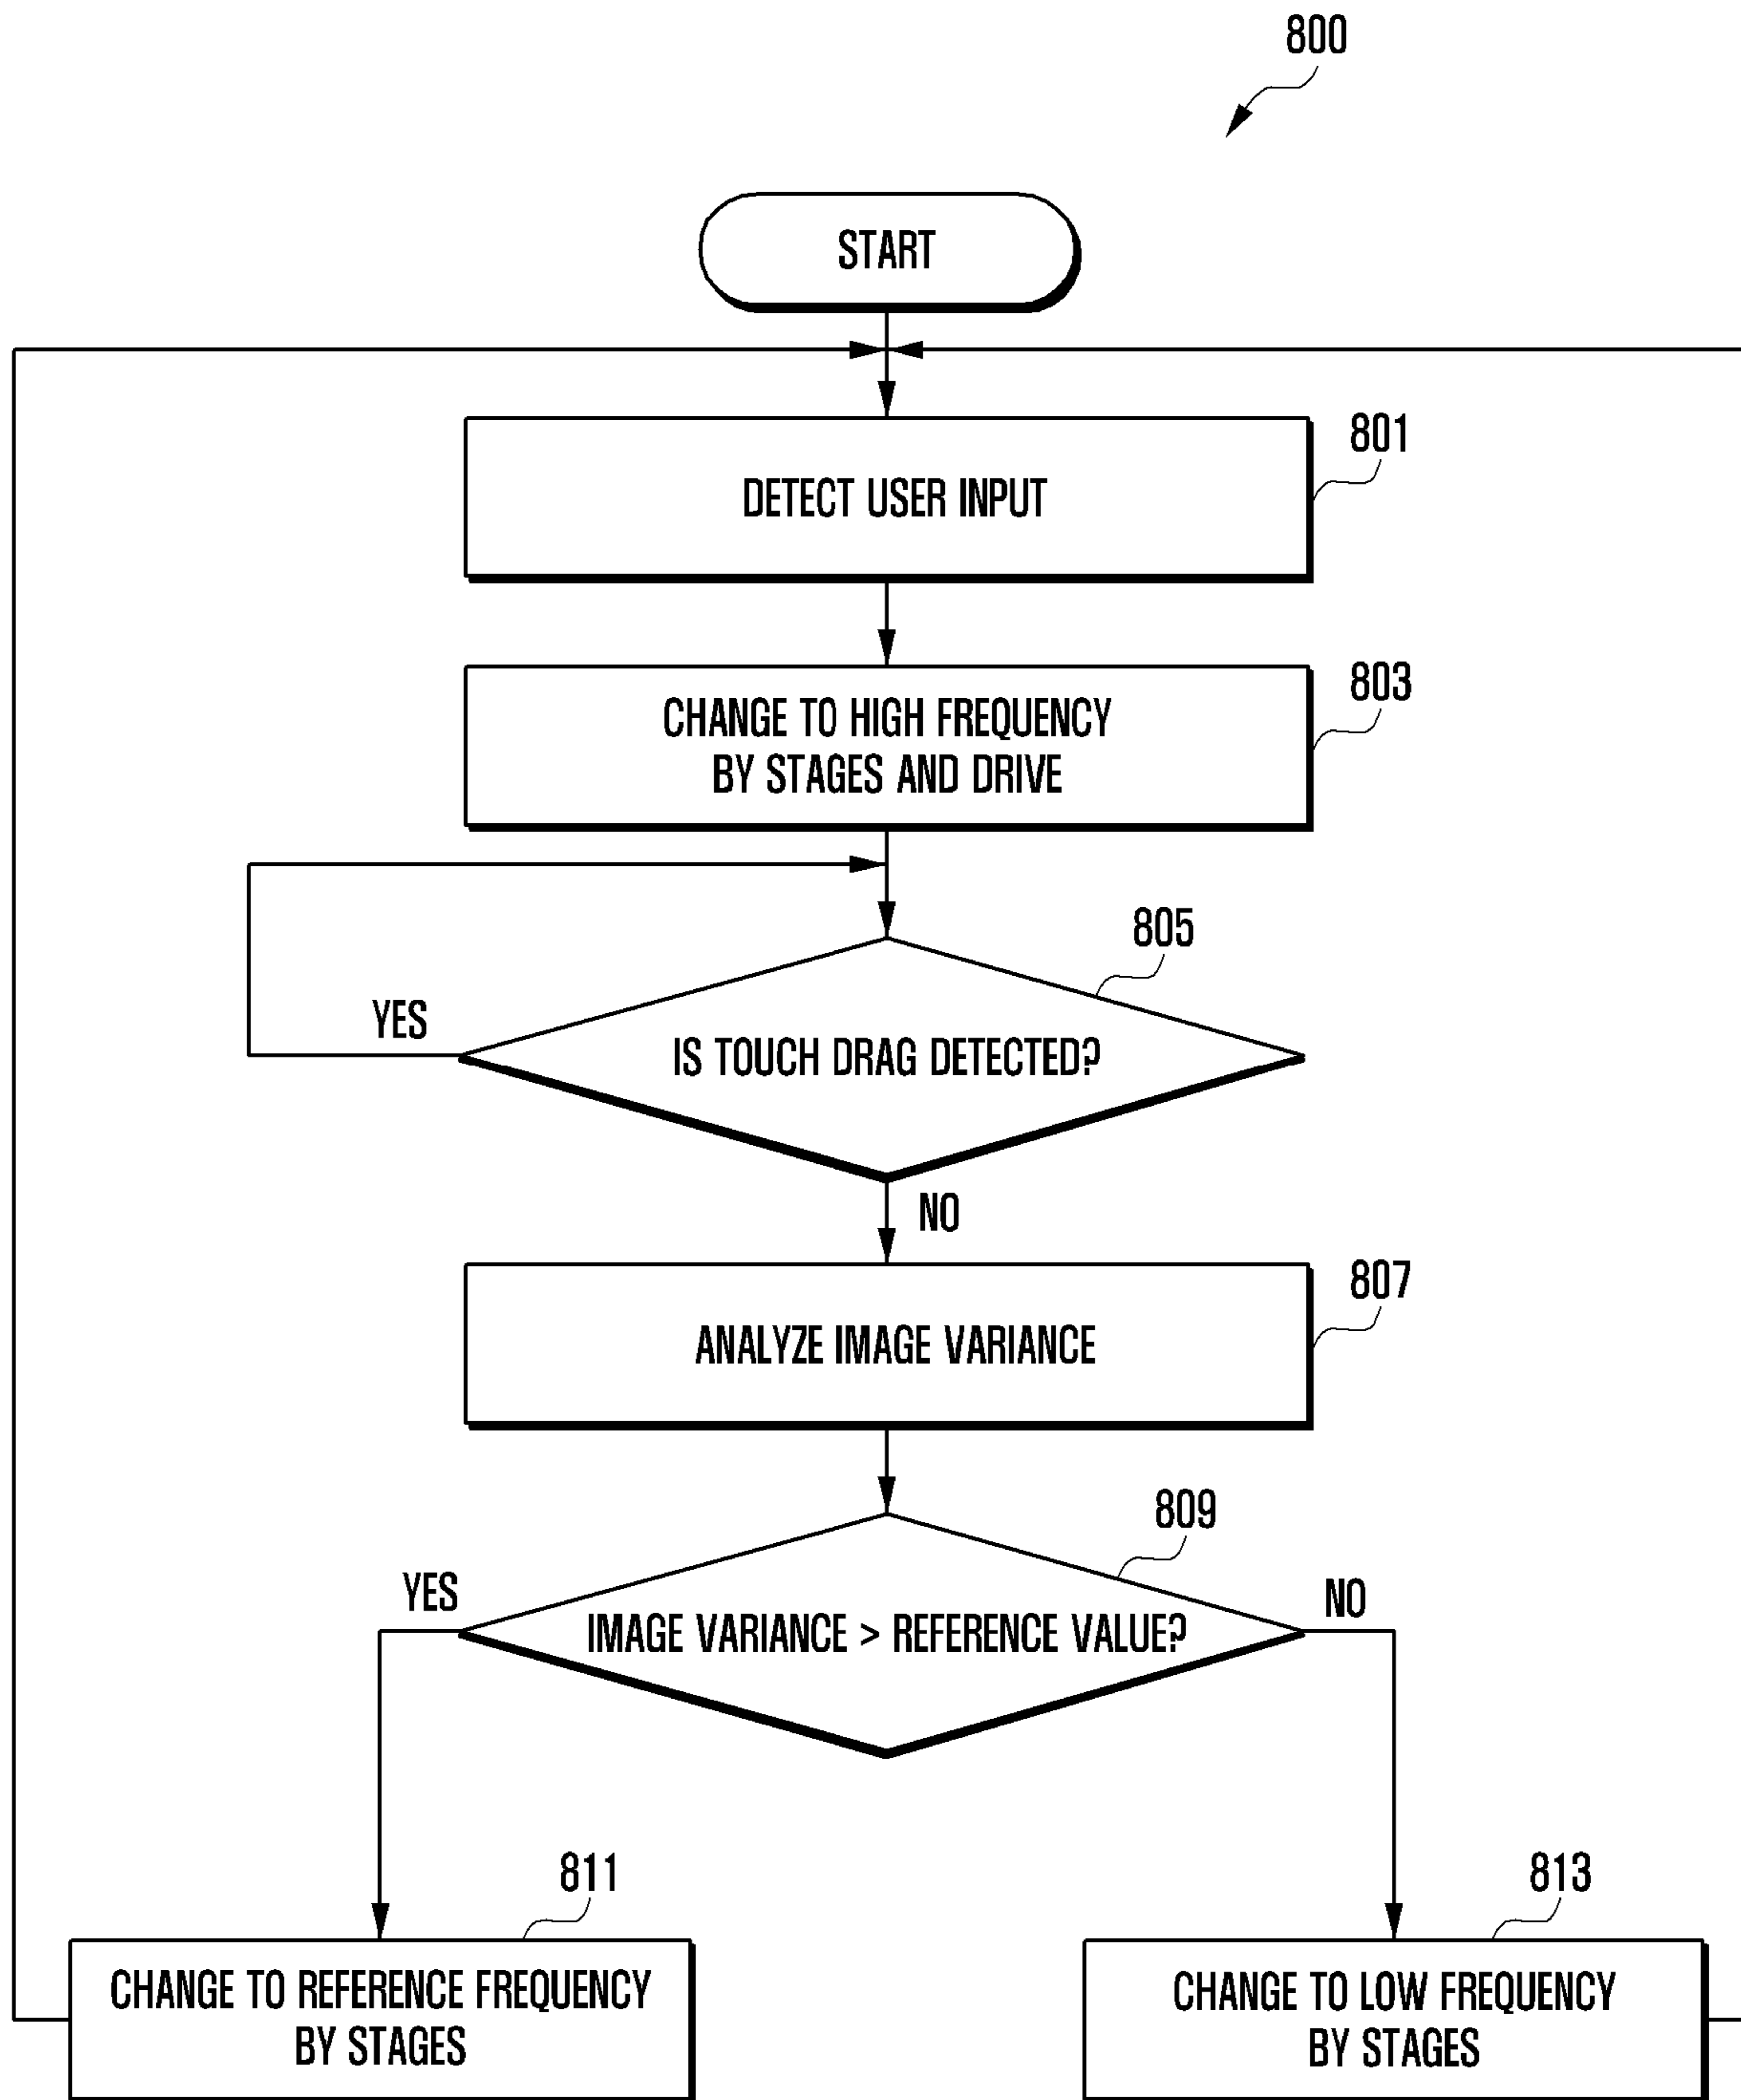 800
START
801
DETECT USER INPUT
803
CHANGE TO HIGH FREQUENCY
BY STAGES AND DRIVE
805
YES
IS TOUCH DRAG DETECTED?
NO
807
ANALYZE IMAGE VARIANCE
809
YES
NO
IMAGE VARIANCE > REFERENCE VALUE?
811
813
CHANGE TO REFERENCE FREQUENCY
BY STAGES
CHANGE TO LOW FREQUENCY
BY STAGES